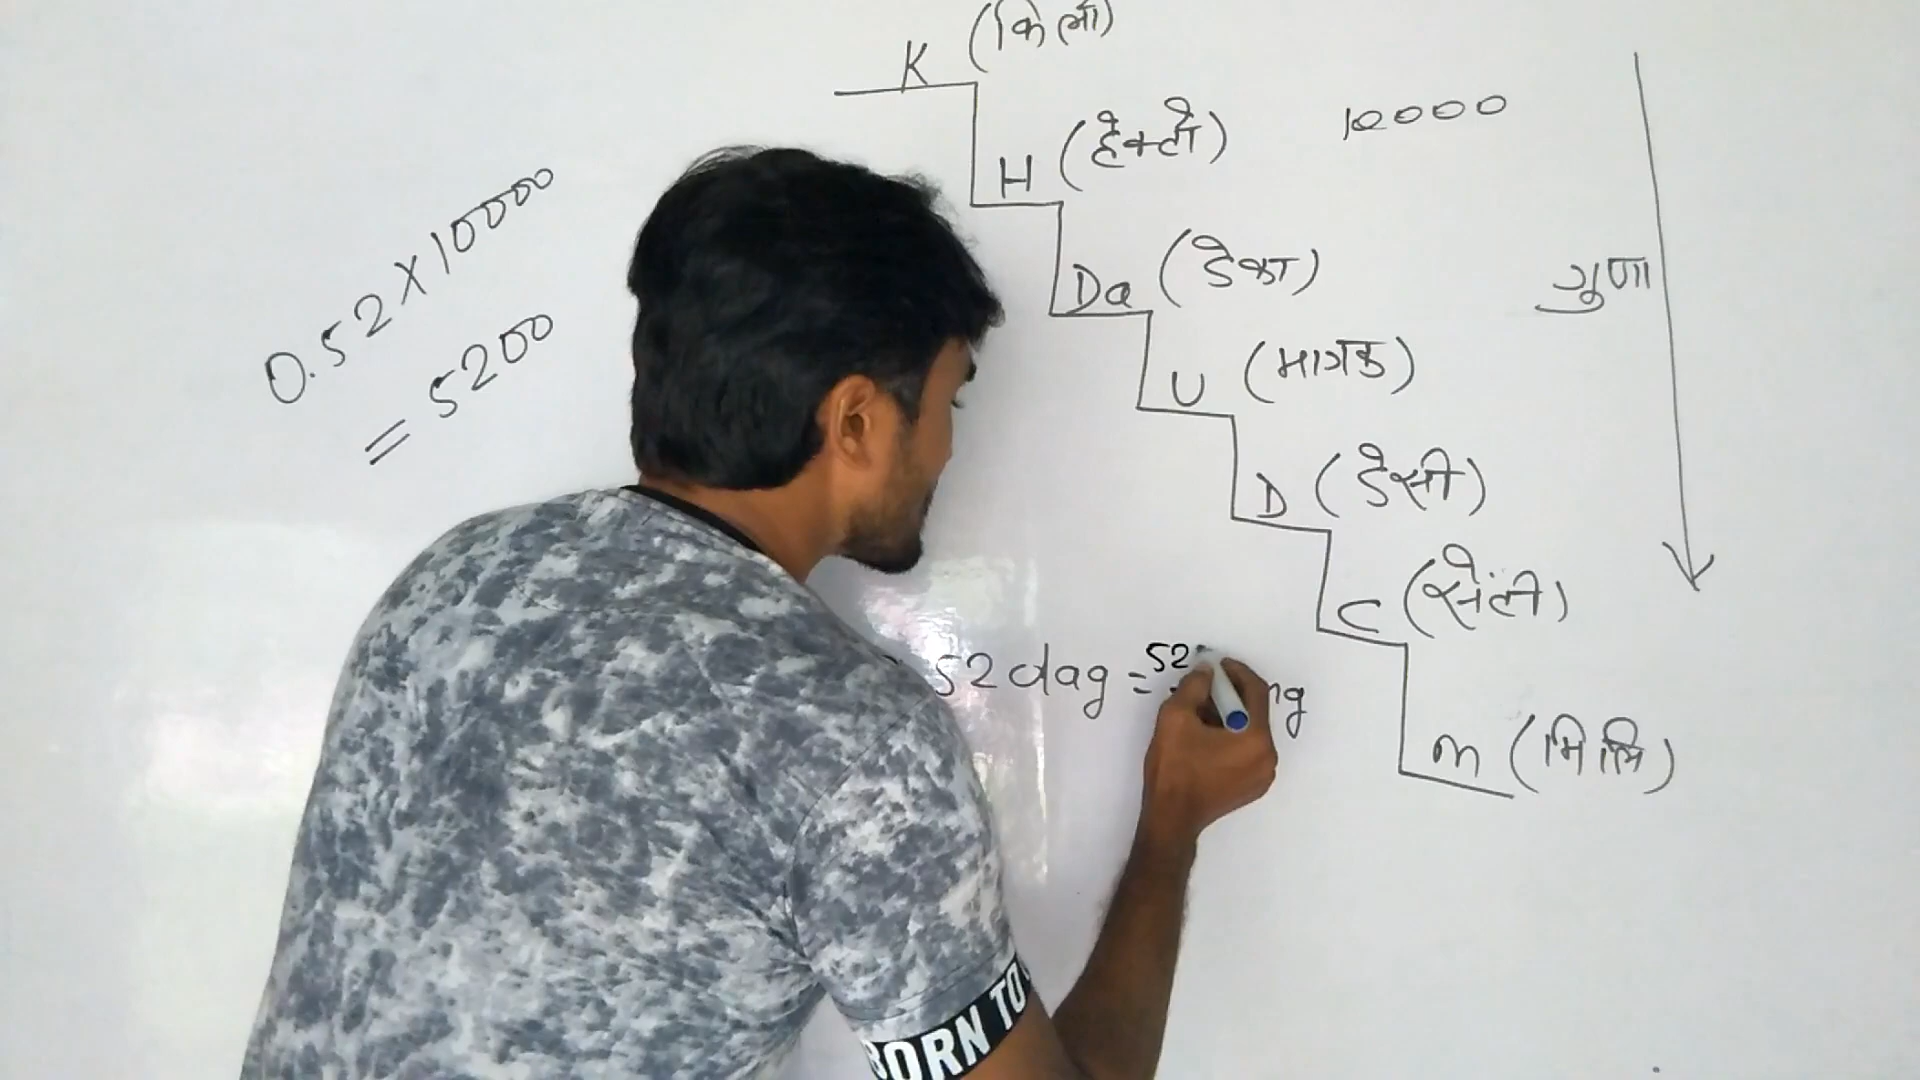 K (किलो)
H (हेक्टो)
10000
Da (डेका)
गुणा
U (मात्रक)
D (डेसी)
C (सेंटी)
m (मिलि)
0.52 X 10000
= 5200
52 dag = 52
BORN TO